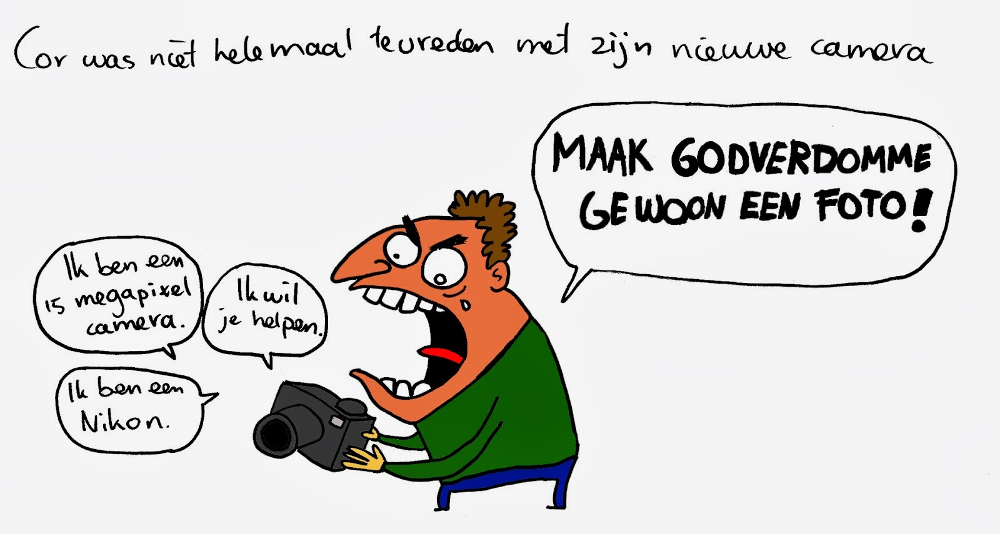 Cor was niet helemaal tevreden met zijn nieuwe camera
MAAK GODVERDOMME
GEWOON EEN FOTO!
Ik ben een
15 megapixel
camera.
Ik wil
je helpen.
Ik ben een
Nikon.